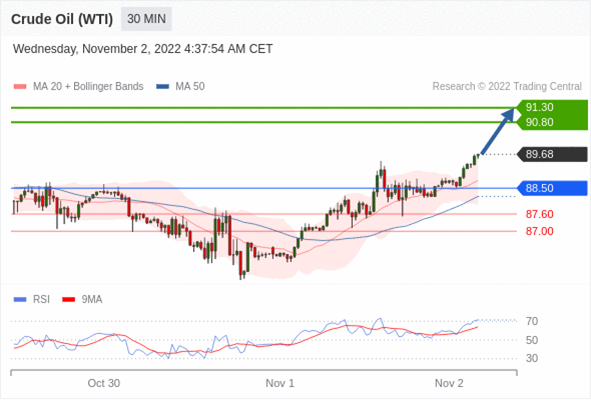 Crude Oil (WTI) 30 MIN
Wednesday, November 2, 2022 4:37:54 AM CET
MA 20 + Bollinger Bands MA 50 Research © 2022 Trading Central
91.30
90.80
89.68
88.50
87.60
87.00
RSI 9MA
70
50
30
Oct 30 Nov 1 Nov 2